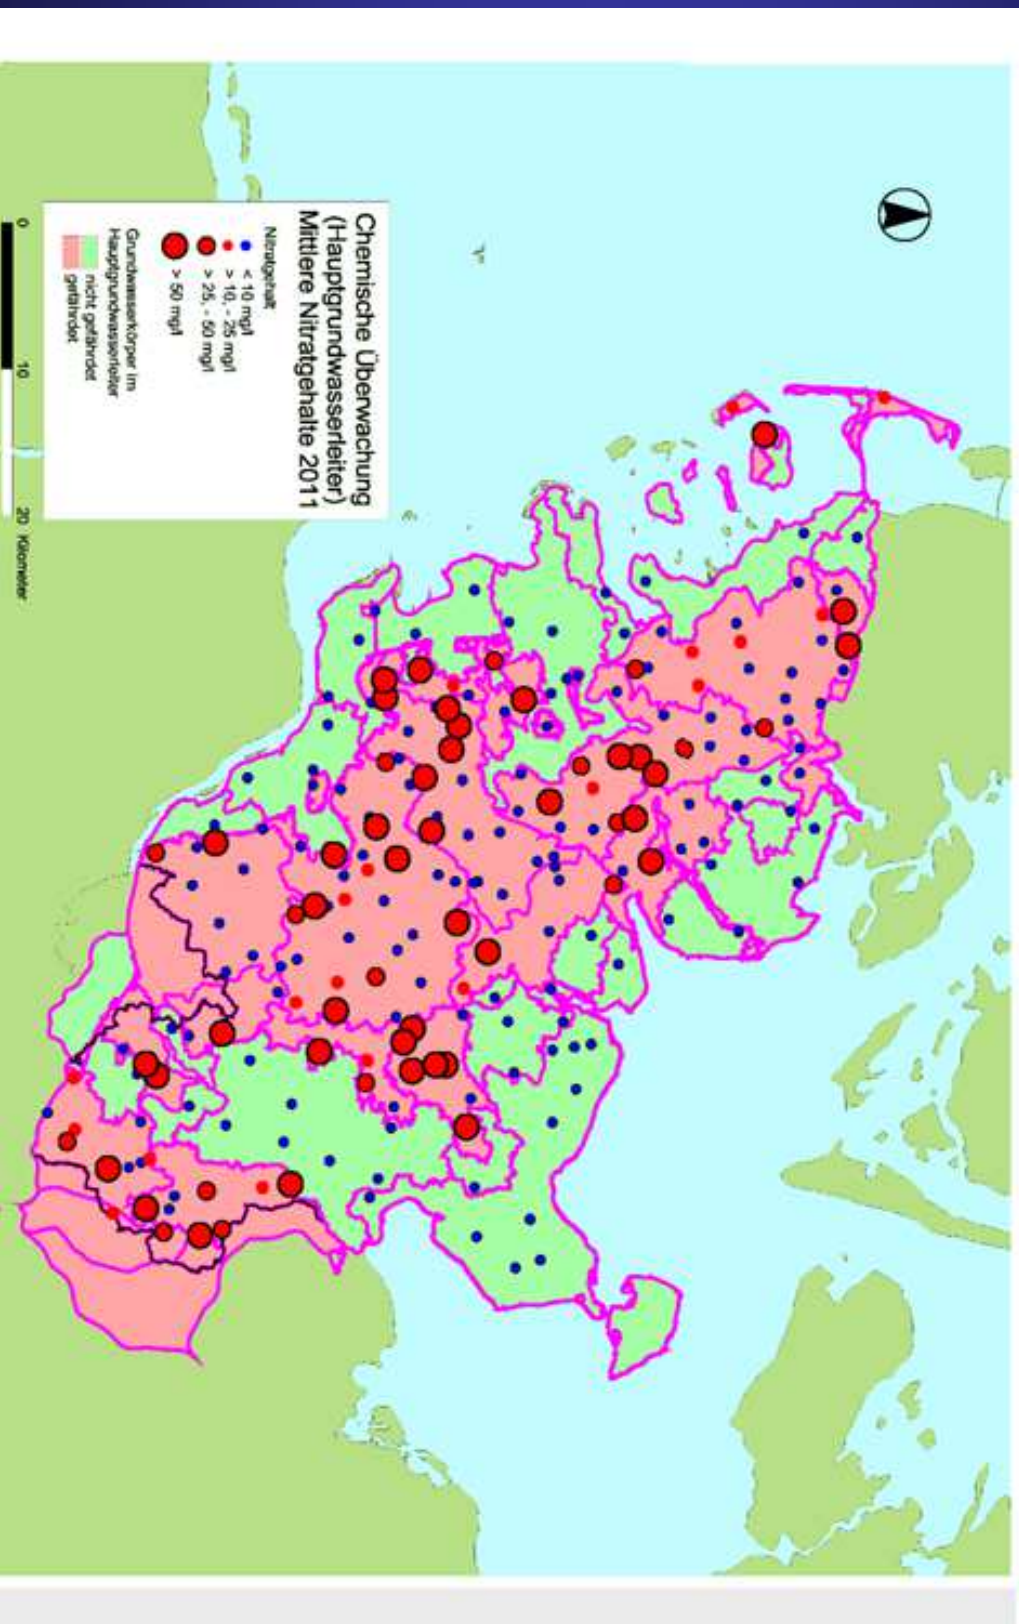 Chemische Überwachung
(Hauptgrundwasserleiter)
Mittlere Nitratgehalte 2011
Nitratgehalt
< 10 mg/l
> 10, - 25 mg/l
> 25, - 50 mg/l
> 50 mg/l
Grundwasserkörper im
Hauptgrundwasserleiter
nicht gefährdet
gefährdet
0 10 20 Kilometer